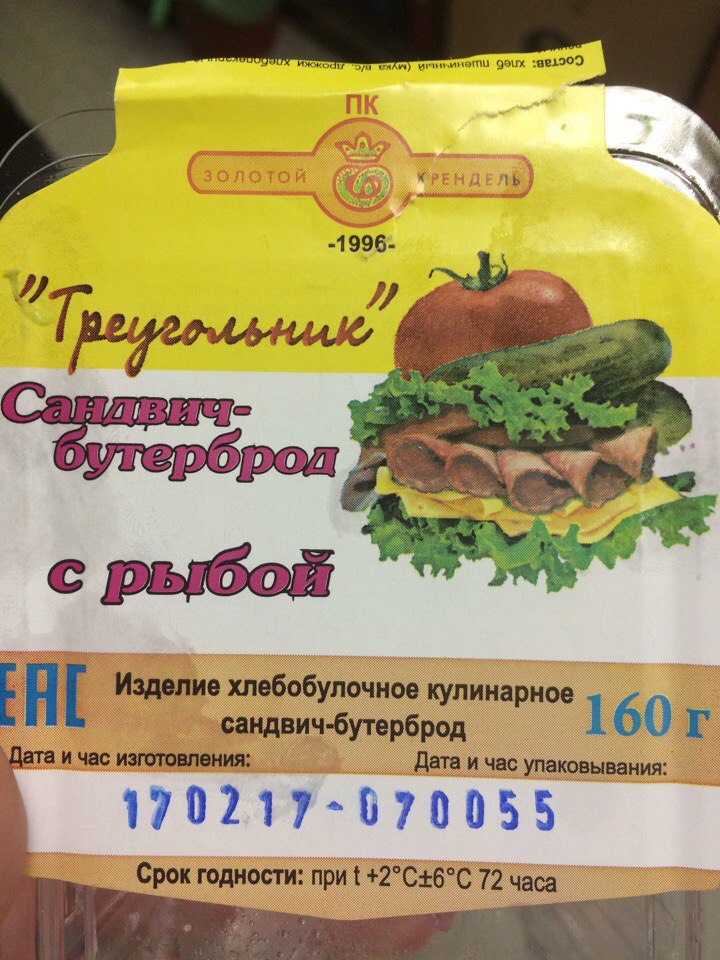 Состав: хлеб пшеничный (мука в/с, дрожжи хлебопекарные
ПК
ЗОЛОТОЙ КРЕНДЕЛЬ
-1996-
"Треугольник"
Сандвич-
бутерброд
с рыбой
ЕАС
Изделие хлебобулочное кулинарное
сандвич-бутерброд
160 г
Дата и час изготовления: Дата и час упаковывания:
170217-070055
Срок годности: при t +2°C±6°C 72 часа